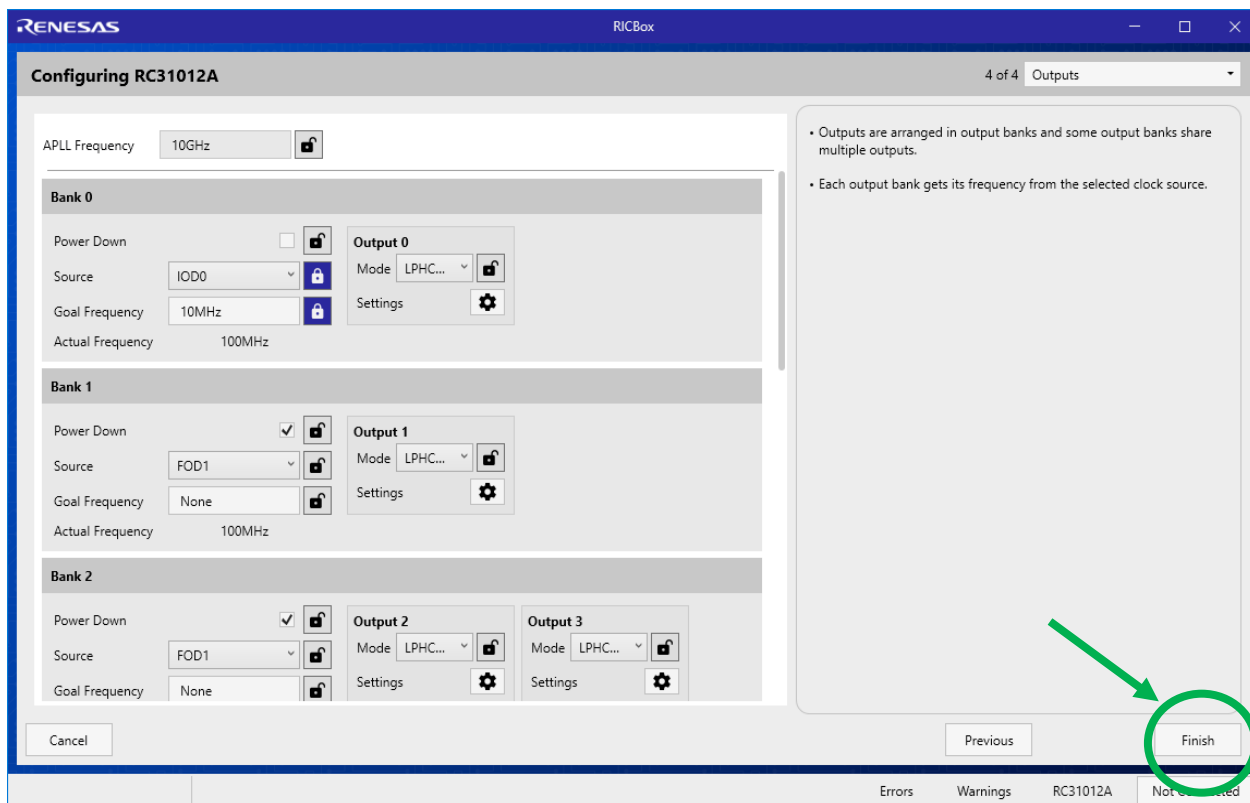 RENESAS
RICBox
Configuring RC31012A
4 of 4 Outputs
APLL Frequency 10GHz
• Outputs are arranged in output banks and some output banks share
multiple outputs.
• Each output bank gets its frequency from the selected clock source.
Bank 0
Power Down
Source IOD0
Goal Frequency 10MHz
Actual Frequency 100MHz
Output 0
Mode LPHC...
Settings
Bank 1
Power Down
Source FOD1
Goal Frequency None
Actual Frequency 100MHz
Output 1
Mode LPHC...
Settings
Bank 2
Power Down
Source FOD1
Goal Frequency None
Output 2
Mode LPHC...
Settings
Output 3
Mode LPHC...
Settings
Cancel
Previous
Finish
Errors Warnings RC31012A Not Connected